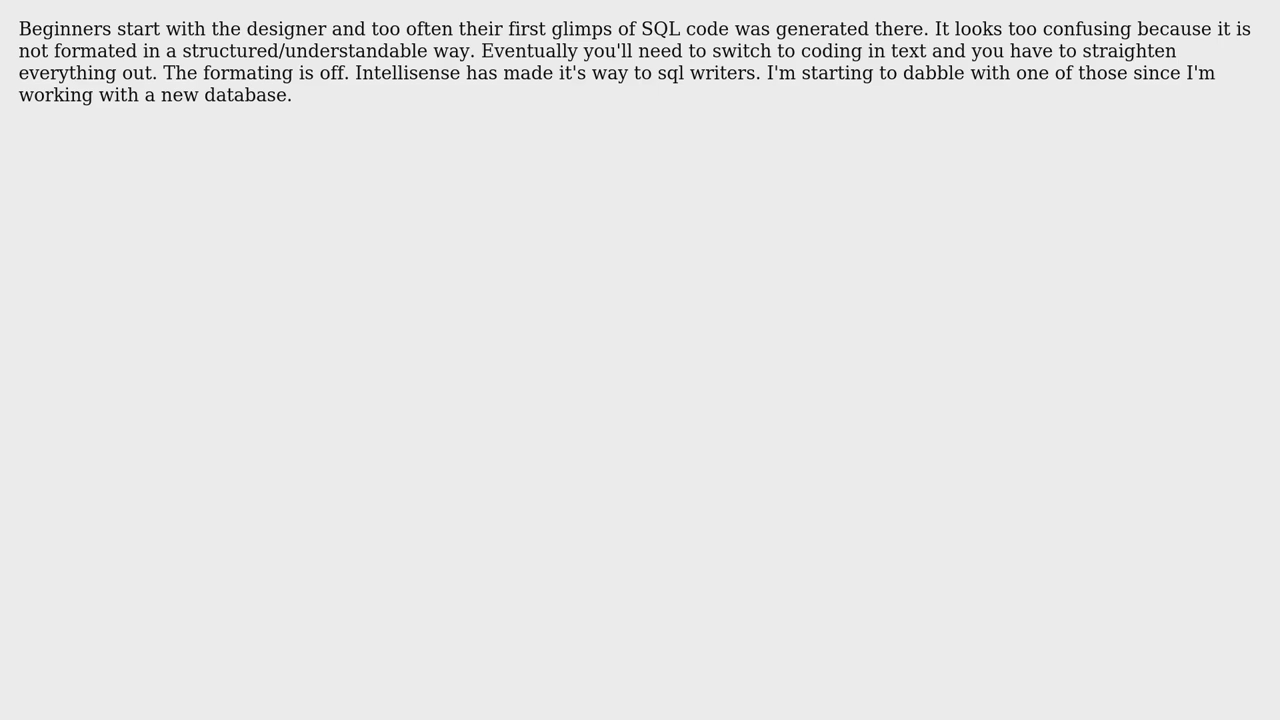 Beginners start with the designer and too often their first glimps of SQL code was generated there. It looks too confusing because it is
not formated in a structured/understandable way. Eventually you'll need to switch to coding in text and you have to straighten
everything out. The formating is off. Intellisense has made it's way to sql writers. I'm starting to dabble with one of those since I'm
working with a new database.